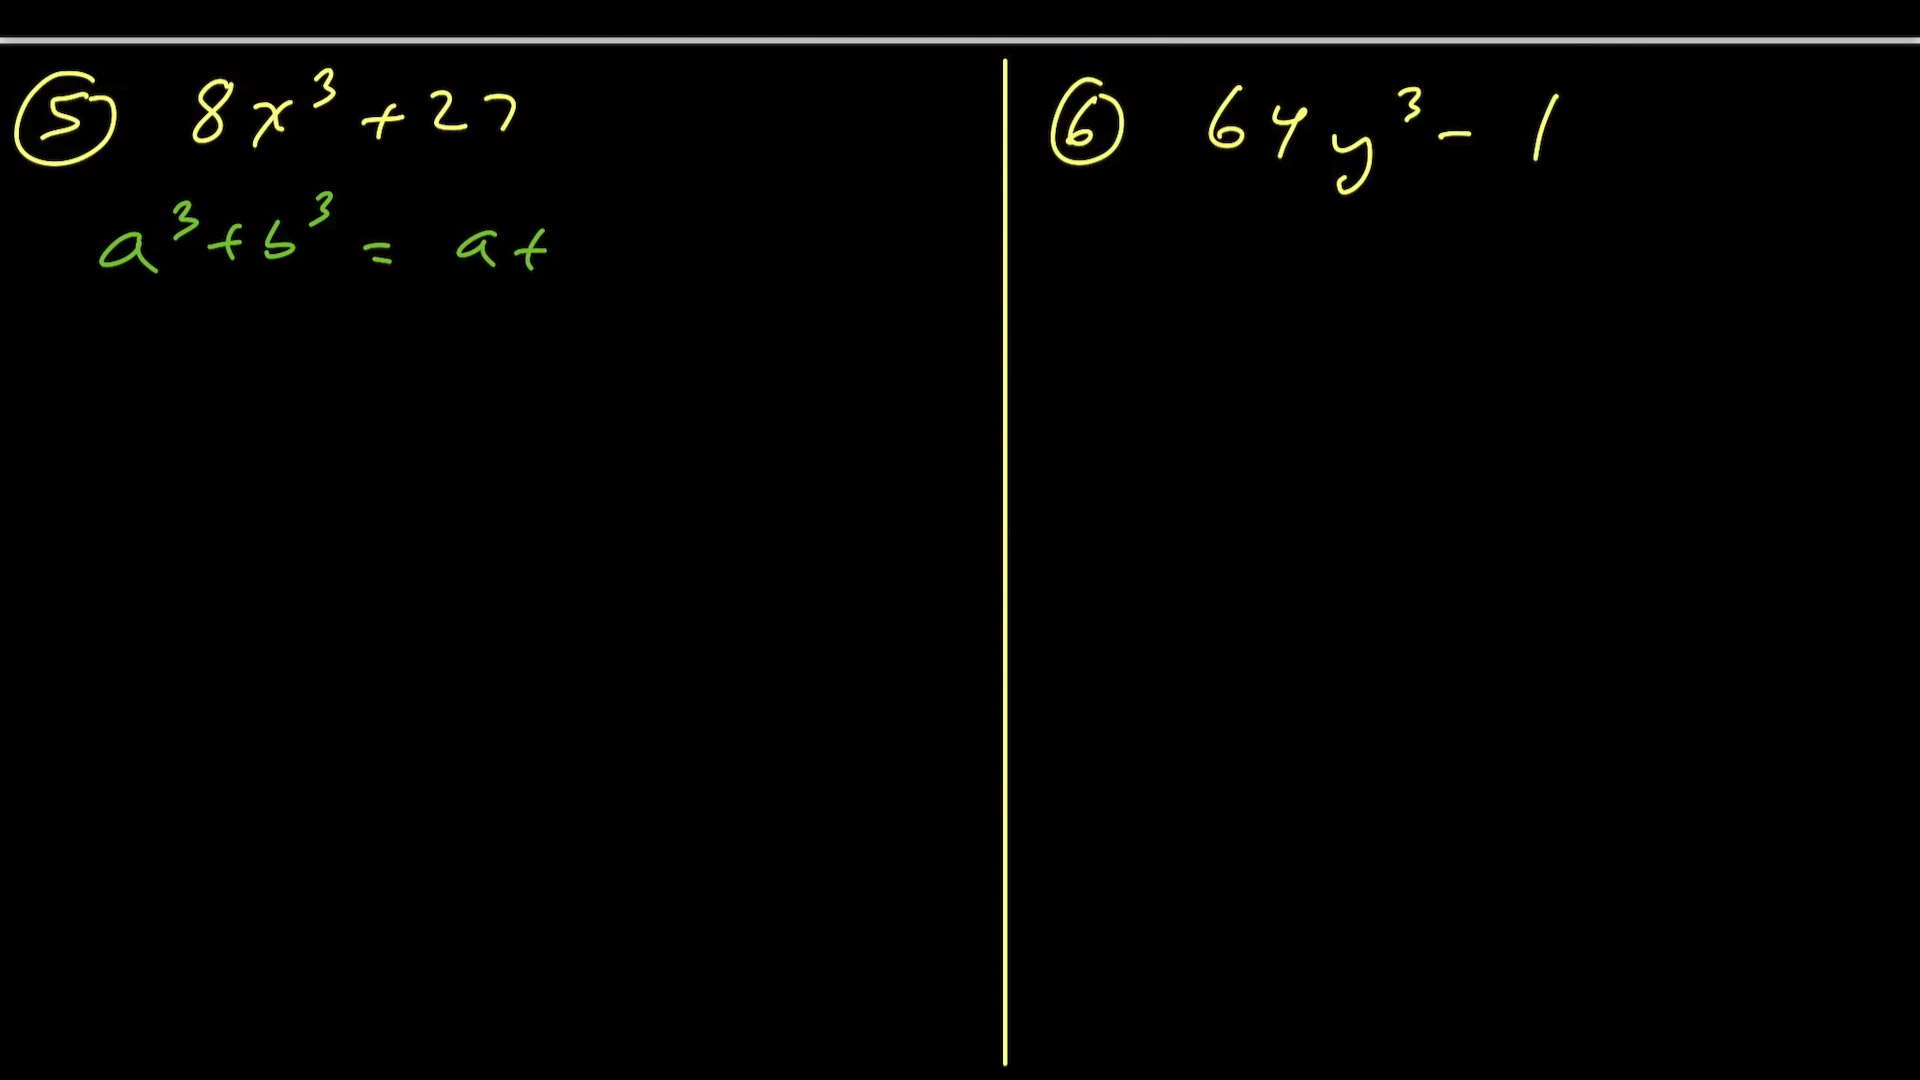 ⑤ 8x³ + 27
a³ + b³ = a +
⑥ 64y³ - 1